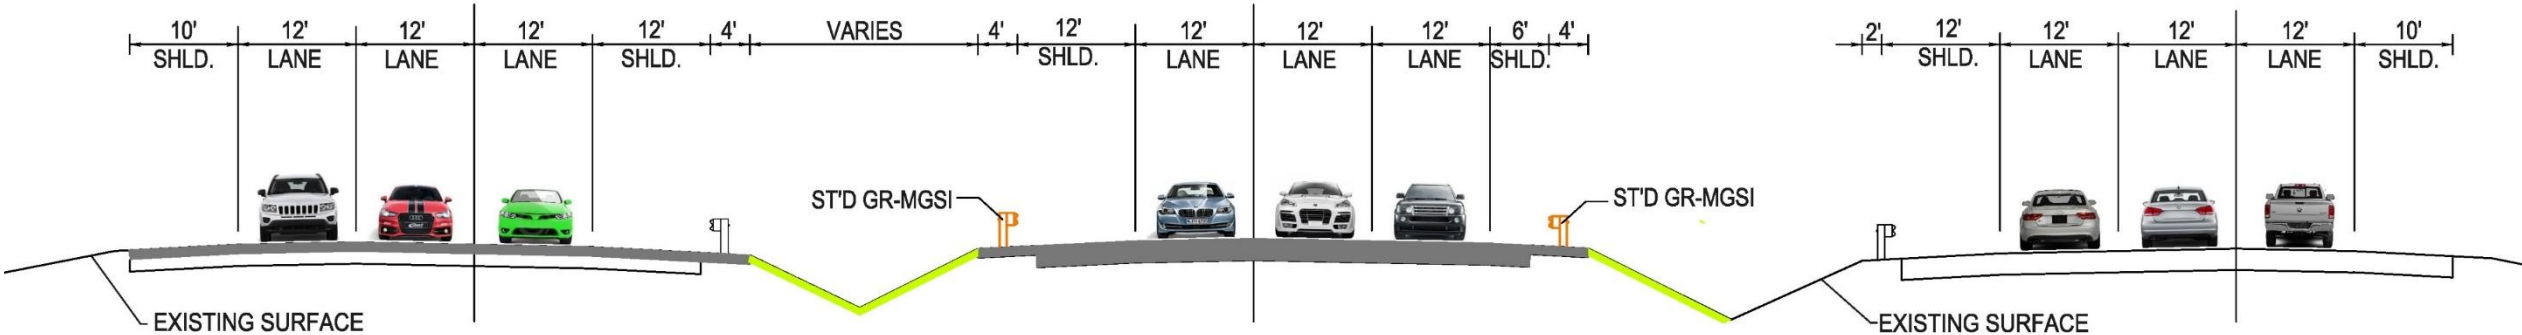 10' 12' 12' 12' 12' 4' VARIES 4' 12' 12' 12' 12' 6' 4' 2' 12' 12' 12' 12' 10'
SHLD. LANE LANE LANE SHLD. SHLD. LANE LANE LANE SHLD. SHLD. LANE LANE LANE SHLD.
ST'D GR-MGSI
ST'D GR-MGSI
EXISTING SURFACE
EXISTING SURFACE